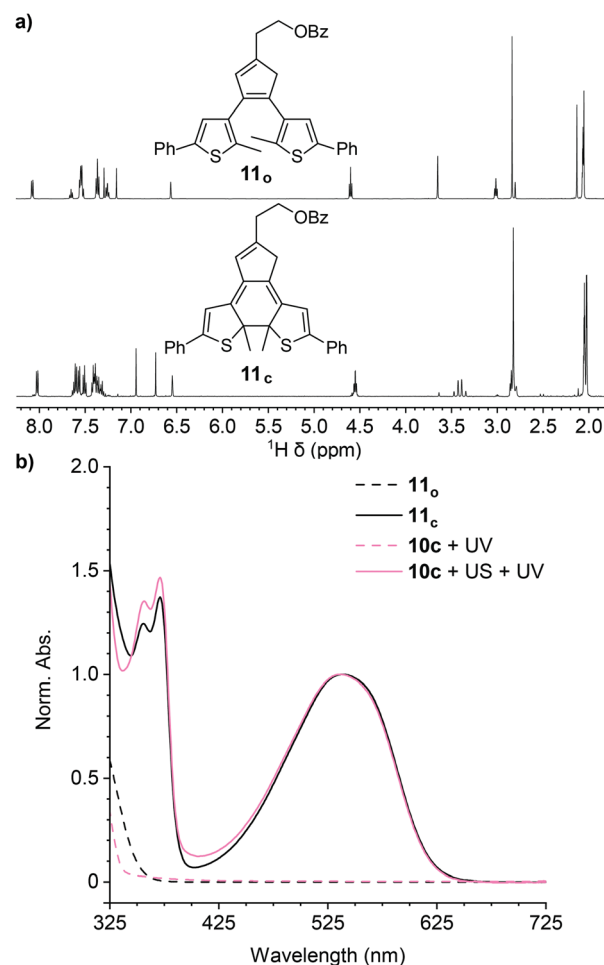 a)
OBz
Ph
S
S
Ph
11o
OBz
Ph
S
S
Ph
11c
8.0 7.5 7.0 6.5 6.0 5.5 5.0 4.5 4.0 3.5 3.0 2.5 2.0
¹H δ (ppm)
b)
2.0
1.5
1.0
0.5
0
Norm. Abs.
11o
11c
10c + UV
10c + US + UV
325 425 525 625 725
Wavelength (nm)